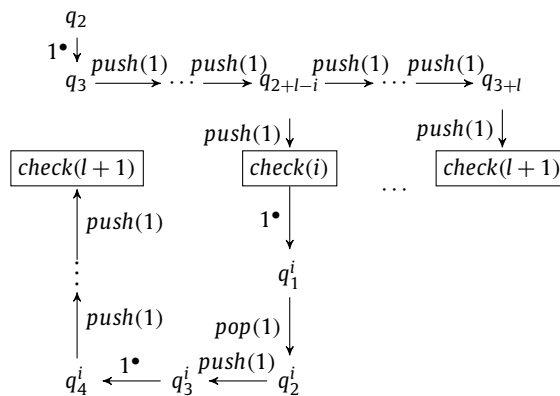 q₂
1•
q₃ push(1) ⋯ push(1) q₂₊ₗ₋ᵢ push(1) ⋯ push(1) q₃₊ₗ
push(1) push(1)
check(l + 1) check(i) … check(l + 1)
push(1) 1•
⋮ q₁ⁱ
push(1) pop(1)
1• push(1)
q₄ⁱ q₃ⁱ q₂ⁱ